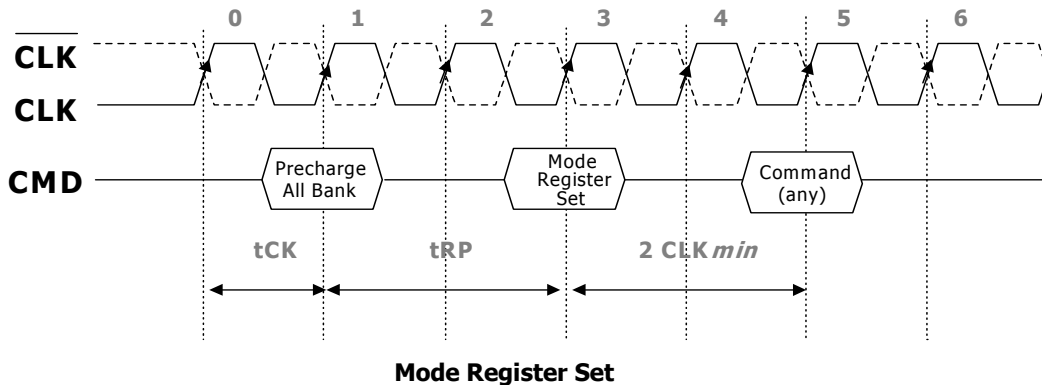 0 1 2 3 4 5 6
CLK
CLK
CMD
Precharge
All Bank
Mode
Register
Set
Command
(any)
tCK tRP 2 CLK min
Mode Register Set